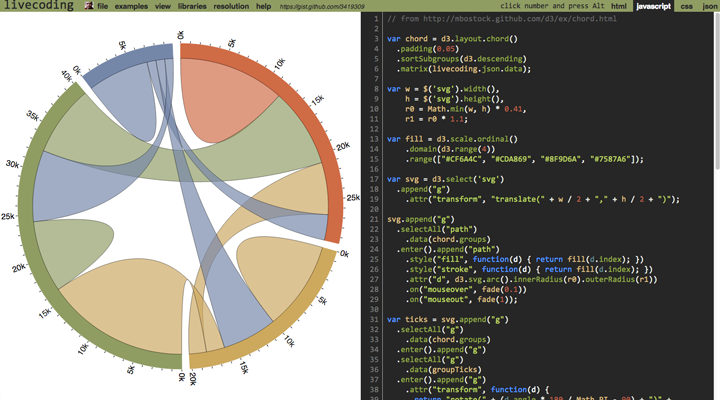 livecoding
file examples view libraries resolution help https://gist.github.com/3419309 click number and press Alt html javascript css json
0k
5k
10k
15k
20k
25k
0k
5k
10k
15k
20k
0k
5k
10k
15k
20k
25k
30k
35k
40k
0k
5k
1 // from http://mbostock.github.com/d3/ex/chord.html
2
3 var chord = d3.layout.chord()
4 .padding(0.05)
5 .sortSubgroups(d3.descending)
6 .matrix(livecoding.json.data);
7
8 var w = $('svg').width(),
9 h = $('svg').height(),
10 r0 = Math.min(w, h) * 0.41,
11 r1 = r0 * 1.1;
12
13 var fill = d3.scale.ordinal()
14 .domain(d3.range(4))
15 .range(["#CF6A4C", "#CDA869", "#8F9D6A", "#7587A6"]);
16
17 var svg = d3.select('svg')
18 .append("g")
19 .attr("transform", "translate(" + w / 2 + "," + h / 2 + ")");
20
21 svg.append("g")
22 .selectAll("path")
23 .data(chord.groups)
24 .enter().append("path")
25 .style("fill", function(d) { return fill(d.index); })
26 .style("stroke", function(d) { return fill(d.index); })
27 .attr("d", d3.svg.arc().innerRadius(r0).outerRadius(r1))
28 .on("mouseover", fade(0.1))
29 .on("mouseout", fade(1));
30
31 var ticks = svg.append("g")
32 .selectAll("g")
33 .data(chord.groups)
34 .enter().append("g")
35 .selectAll("g")
36 .data(groupTicks)
37 .enter().append("g")
38 .attr("transform", function(d) {
39 return "rotate(" + (d.angle * 180 / Math.PI - 90) + ")" +